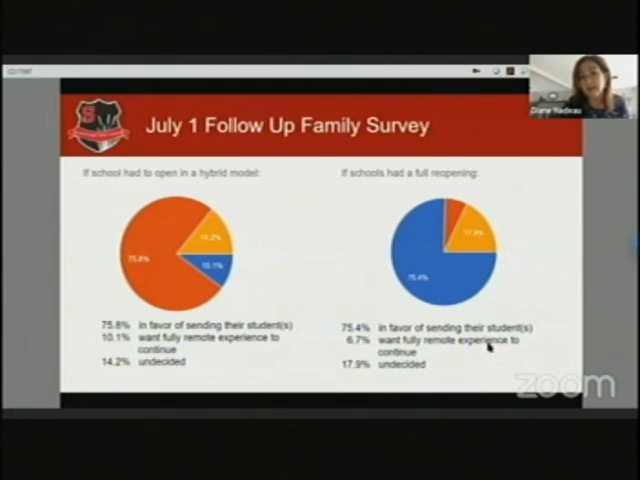 July 1 Follow Up Family Survey
If school had to open in a hybrid model:
If schools had a full reopening:
75.8%
14.2%
10.1%
75.4%
17.9%
75.8% in favor of sending their student(s)
10.1% want fully remote experience to
continue
14.2% undecided
75.4% in favor of sending their student(s)
6.7% want fully remote experience to
continue
17.9% undecided
S
Diane
zoom